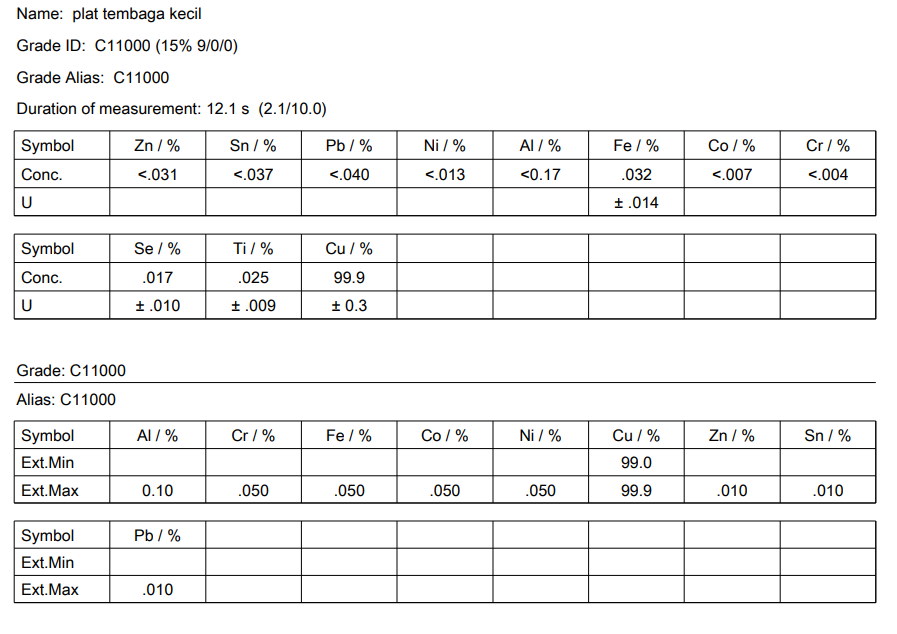 Name: plat tembaga kecil
Grade ID: C11000 (15% 9/0/0)
Grade Alias: C11000
Duration of measurement: 12.1 s (2.1/10.0)
Symbol Zn / % Sn / % Pb / % Ni / % Al / % Fe / % Co / % Cr / %
Conc. <.031 <.037 <.040 <.013 <0.17 .032 <.007 <.004
U ± .014
Symbol Se / % Ti / % Cu / %
Conc. .017 .025 99.9
U ± .010 ± .009 ± 0.3
Grade: C11000
Alias: C11000
Symbol Al / % Cr / % Fe / % Co / % Ni / % Cu / % Zn / % Sn / %
Ext.Min 99.0
Ext.Max 0.10 .050 .050 .050 .050 99.9 .010 .010
Symbol Pb / %
Ext.Min
Ext.Max .010